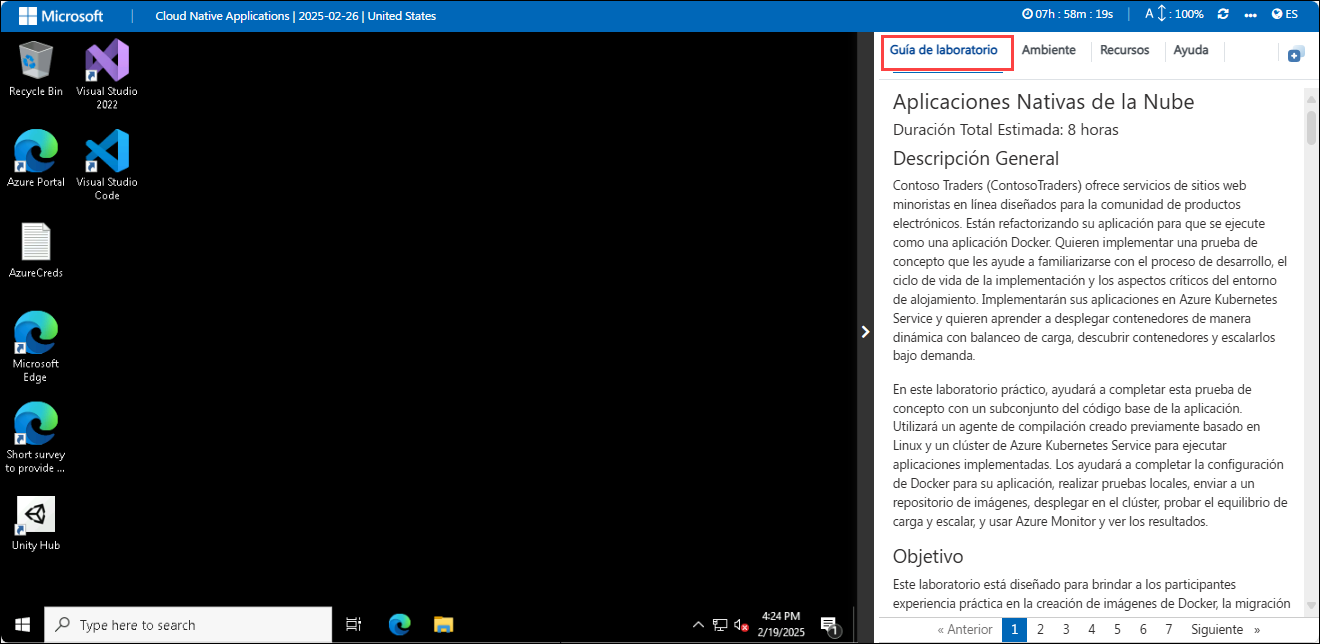 Microsoft
Cloud Native Applications | 2025-02-26 | United States
07h : 58m : 19s
A : 100%
ES
Recycle Bin
Visual Studio
2022
Azure Portal
Visual Studio
Code
AzureCreds
Microsoft
Edge
Short survey
to provide ...
Unity Hub
Type here to search
4:24 PM
2/19/2025
1
Guía de laboratorio
Ambiente
Recursos
Ayuda
Aplicaciones Nativas de la Nube
Duración Total Estimada: 8 horas
Descripción General
Contoso Traders (ContosoTraders) ofrece servicios de sitios web
minoristas en línea diseñados para la comunidad de productos
electrónicos. Están refactorizando su aplicación para que se ejecute
como una aplicación Docker. Quieren implementar una prueba de
concepto que les ayude a familiarizarse con el proceso de desarrollo, el
ciclo de vida de la implementación y los aspectos críticos del entorno
de alojamiento. Implementarán sus aplicaciones en Azure Kubernetes
Service y quieren aprender a desplegar contenedores de manera
dinámica con balanceo de carga, descubrir contenedores y escalarlos
bajo demanda.
En este laboratorio práctico, ayudará a completar esta prueba de
concepto con un subconjunto del código base de la aplicación.
Utilizará un agente de compilación creado previamente basado en
Linux y un clúster de Azure Kubernetes Service para ejecutar
aplicaciones implementadas. Los ayudará a completar la configuración
de Docker para su aplicación, realizar pruebas locales, enviar a un
repositorio de imágenes, desplegar en el clúster, probar el equilibrio de
carga y escalar, y usar Azure Monitor y ver los resultados.
Objetivo
Este laboratorio está diseñado para brindar a los participantes
experiencia práctica en la creación de imágenes de Docker, la migración
« Anterior 1 2 3 4 5 6 7 Siguiente »